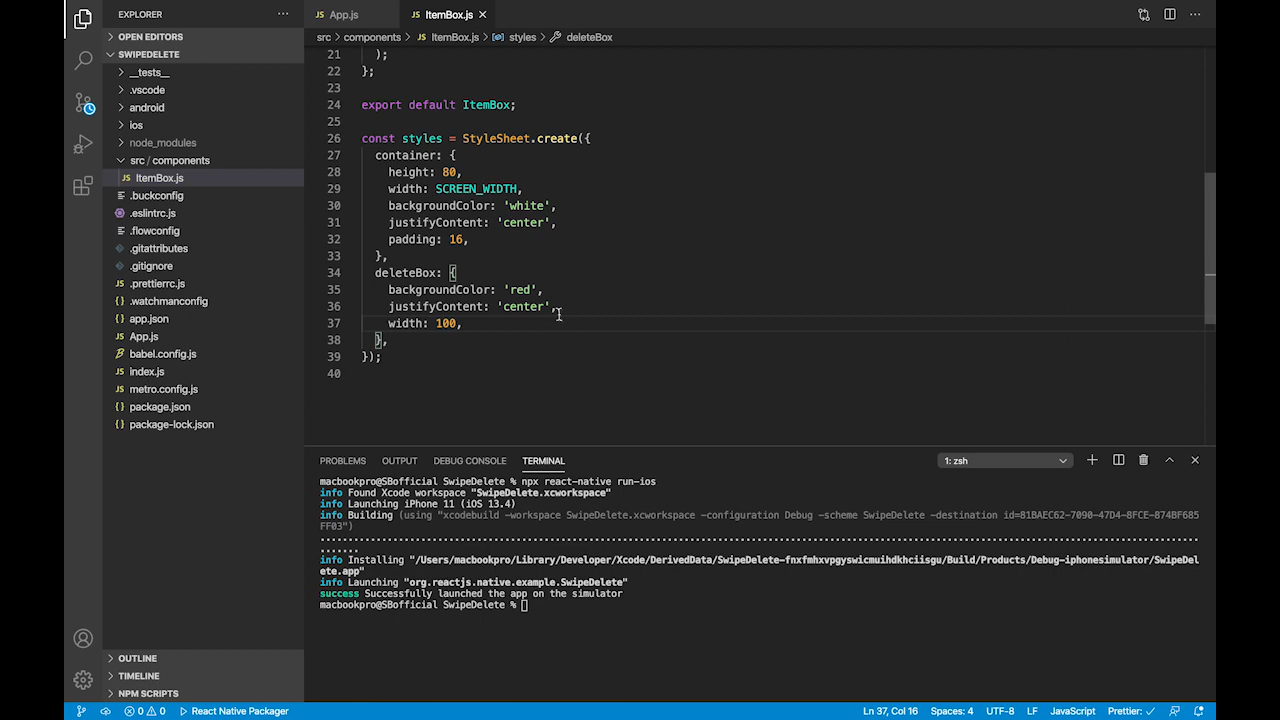 EXPLORER
App.js
ItemBox.js
src > components > ItemBox.js > styles > deleteBox
OPEN EDITORS
SWIPEDELETE
__tests__
.vscode
android
ios
node_modules
src / components
JS ItemBox.js
.buckconfig
.eslintrc.js
.flowconfig
.gitattributes
.gitignore
JS .prettierrc.js
.watchmanconfig
{} app.json
JS App.js
babel.config.js
JS index.js
JS metro.config.js
{} package.json
{} package-lock.json
OUTLINE
TIMELINE
NPM SCRIPTS
21 );
22 };
23
24 export default ItemBox;
25
26 const styles = StyleSheet.create({
27 container: {
28 height: 80,
29 width: SCREEN_WIDTH,
30 backgroundColor: 'white',
31 justifyContent: 'center',
32 padding: 16,
33 },
34 deleteBox: {
35 backgroundColor: 'red',
36 justifyContent: 'center',
37 width: 100,
38 },
39 });
40
PROBLEMS OUTPUT DEBUG CONSOLE TERMINAL 1: zsh
macbookpro@SBofficial SwipeDelete % npx react-native run-ios
info Found Xcode workspace "SwipeDelete.xcworkspace"
info Launching iPhone 11 (iOS 13.4)
info Building (using "xcodebuild -workspace SwipeDelete.xcworkspace -configuration Debug -scheme SwipeDelete -destination id=81BAEC62-7090-47D4-8FCE-874BF685
FF03")
info Installing "/Users/macbookpro/Library/Developer/Xcode/DerivedData/SwipeDelete-fnxfmhxvpgyswicmuihdkhciisgu/Build/Products/Debug-iphonesimulator/SwipeDel
ete.app"
info Launching "org.reactjs.native.example.SwipeDelete"
success Successfully launched the app on the simulator
macbookpro@SBofficial SwipeDelete %
0 0 React Native Packager Ln 37, Col 16 Spaces: 4 UTF-8 LF JavaScript Prettier: ✓